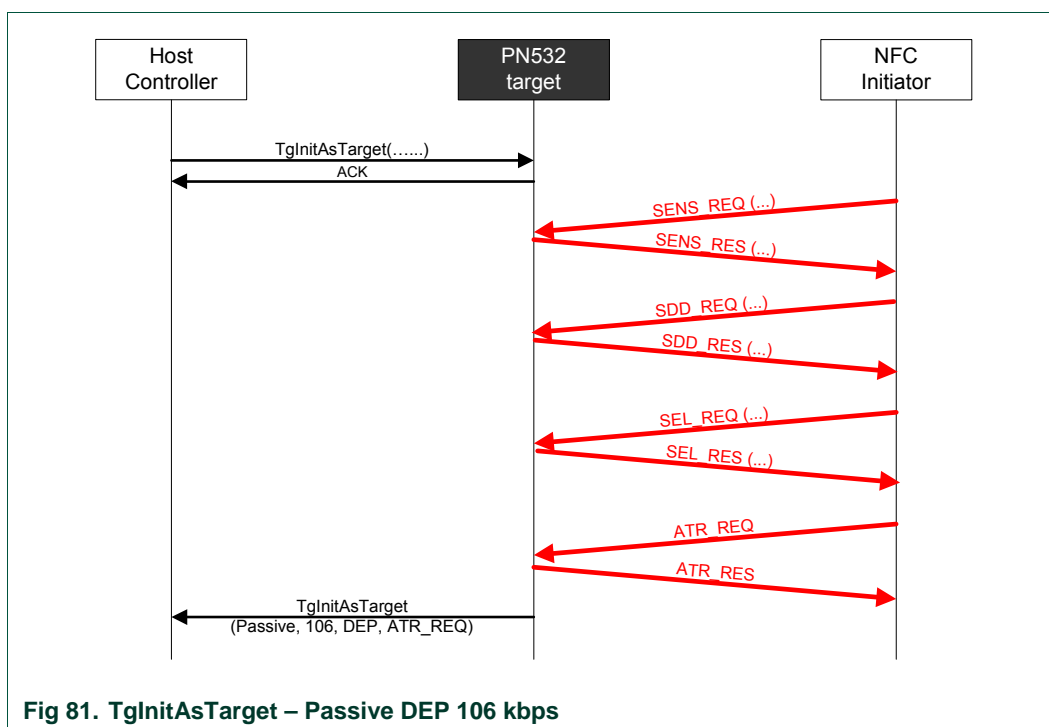 Host
Controller
PN532
target
NFC
Initiator
TgInitAsTarget(…...)
ACK
SENS_REQ (...)
SENS_RES (...)
SDD_REQ (...)
SDD_RES (...)
SEL_REQ (...)
SEL_RES (...)
ATR_REQ
ATR_RES
TgInitAsTarget
(Passive, 106, DEP, ATR_REQ)
Fig 81. TgInitAsTarget – Passive DEP 106 kbps